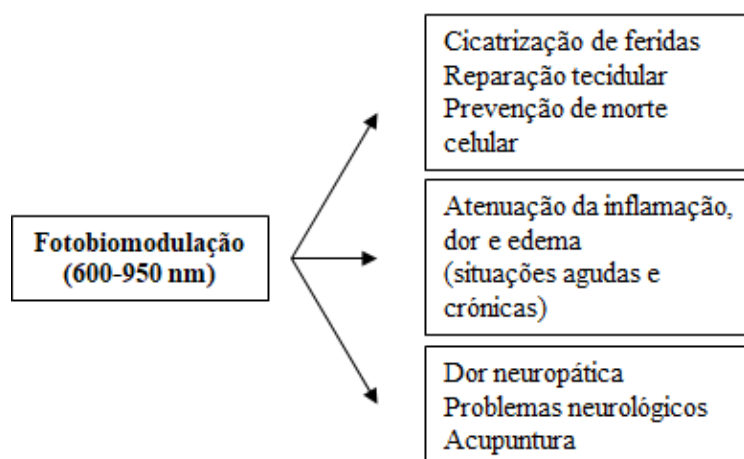 Cicatrização de feridas
Reparação tecidular
Prevenção de morte
celular
Fotobiomodulação
(600-950 nm)
Atenuação da inflamação,
dor e edema
(situações agudas e
crónicas)
Dor neuropática
Problemas neurológicos
Acupuntura